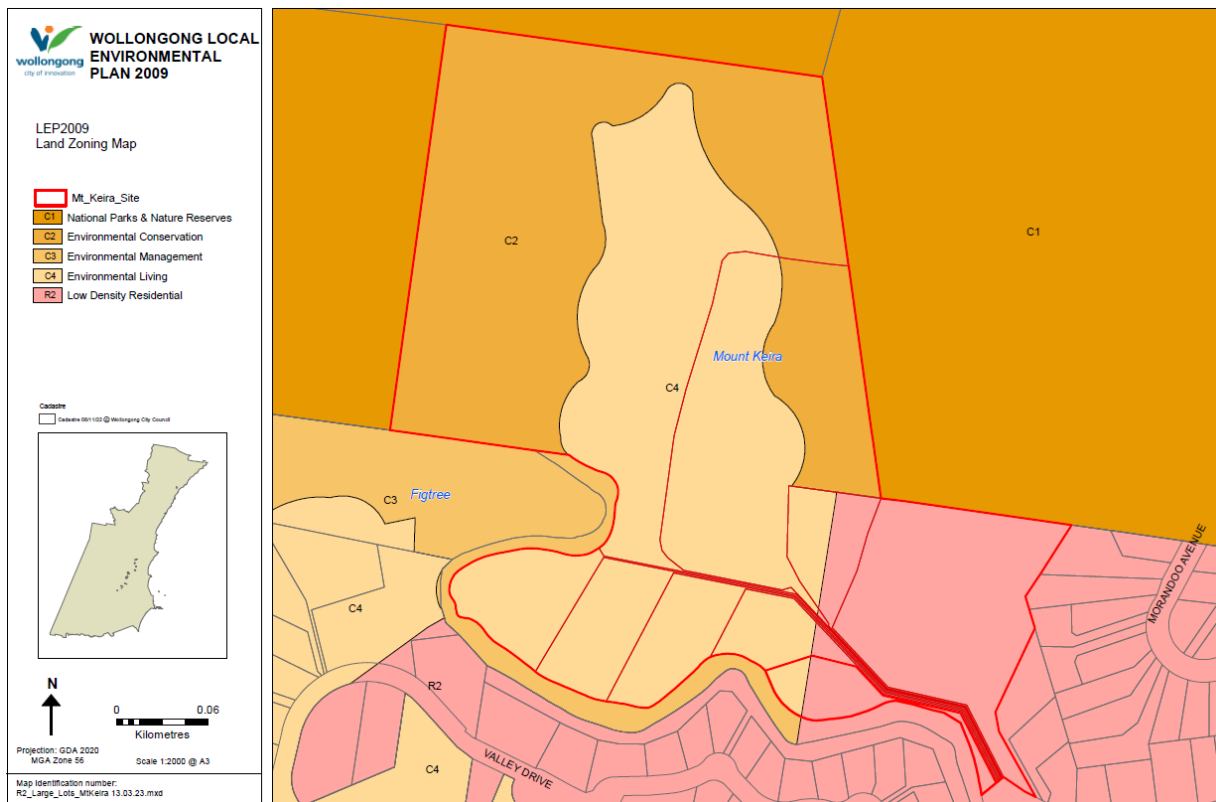 wollongong
city of innovation
WOLLONGONG LOCAL
ENVIRONMENTAL
PLAN 2009
LEP2009
Land Zoning Map
Mt_Keira_Site
C1 National Parks & Nature Reserves
C2 Environmental Conservation
C3 Environmental Management
C4 Environmental Living
R2 Low Density Residential
Cadastre
Cadastre 08/11/22 © Wollongong City Council
N
0 0.06
Kilometres
Projection: GDA 2020
MGA Zone 56
Scale 1:2000 @ A3
Map Identification number:
R2_Large_Lots_MtKeira 13.03.23.mxd
C2
C1
Mount Keira
C4
C3
Figtree
C4
R2
C4
VALLEY DRIVE
MORANDOO AVENUE